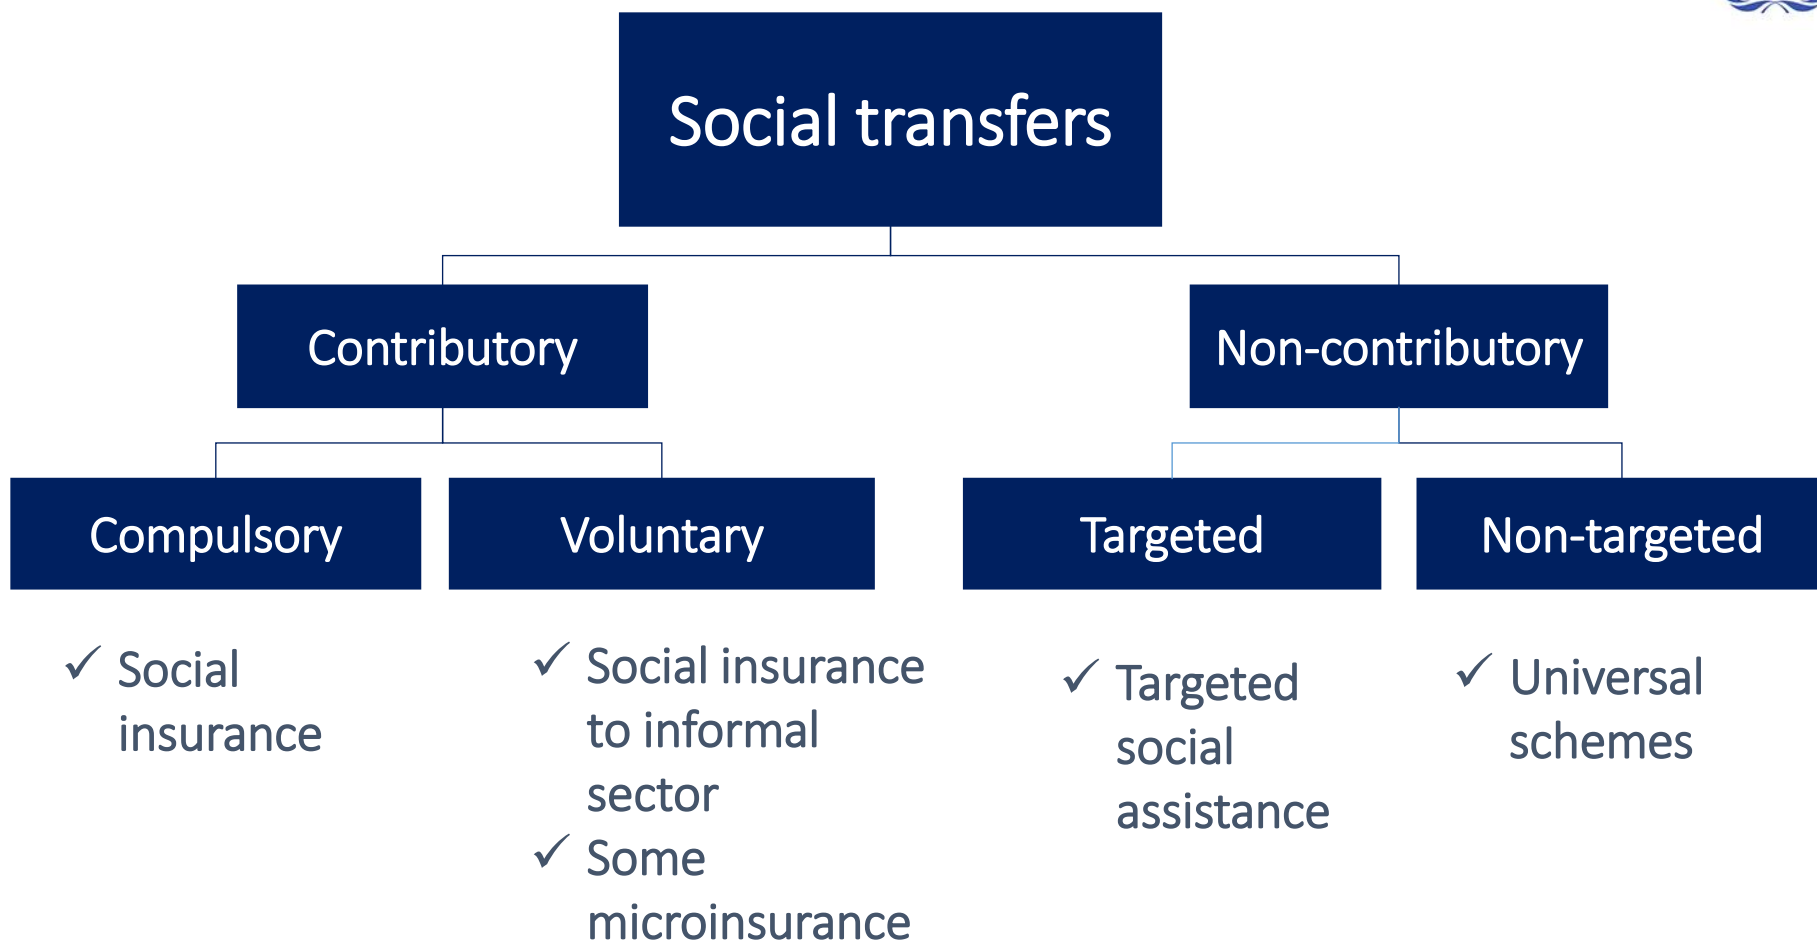 Social transfers
Contributory
Non-contributory
Compulsory
Voluntary
Targeted
Non-targeted
✓ Social
insurance
✓ Social insurance
to informal
sector
✓ Some
microinsurance
✓ Targeted
social
assistance
✓ Universal
schemes